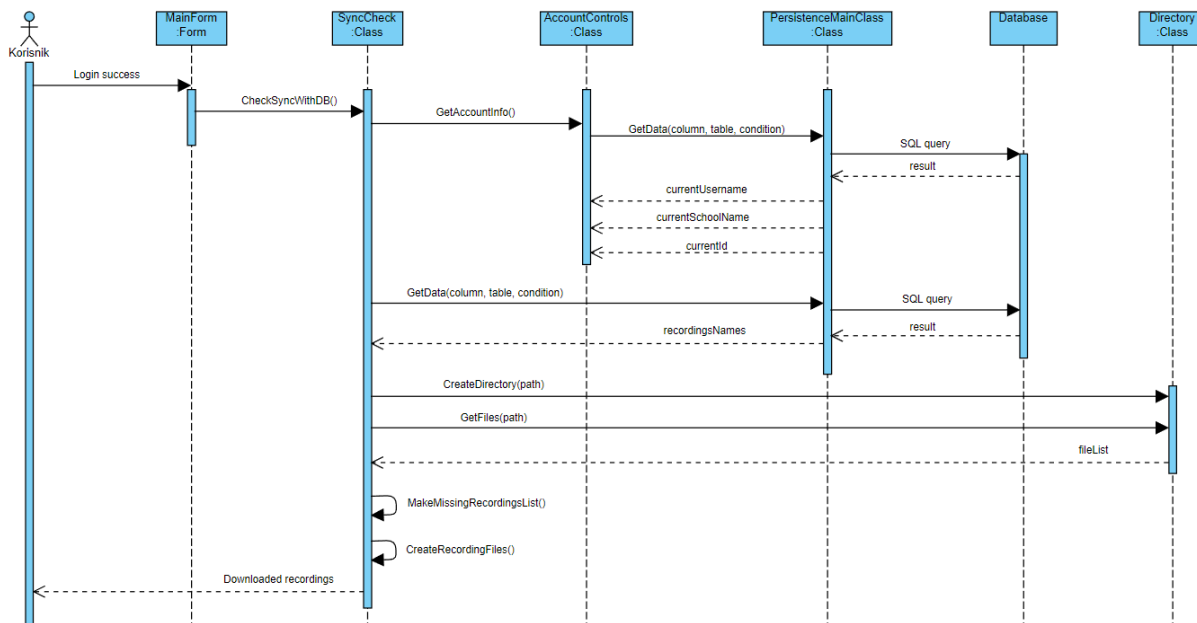 MainForm
:Form
SyncCheck
:Class
AccountControls
:Class
PersistenceMainClass
:Class
Database
Directory
:Class
Korisnik
Login success
CheckSyncWithDB()
GetAccountInfo()
GetData(column, table, condition)
SQL query
result
currentUsername
currentSchoolName
currentId
GetData(column, table, condition)
SQL query
result
recordingsNames
CreateDirectory(path)
GetFiles(path)
fileList
MakeMissingRecordingsList()
CreateRecordingFiles()
Downloaded recordings